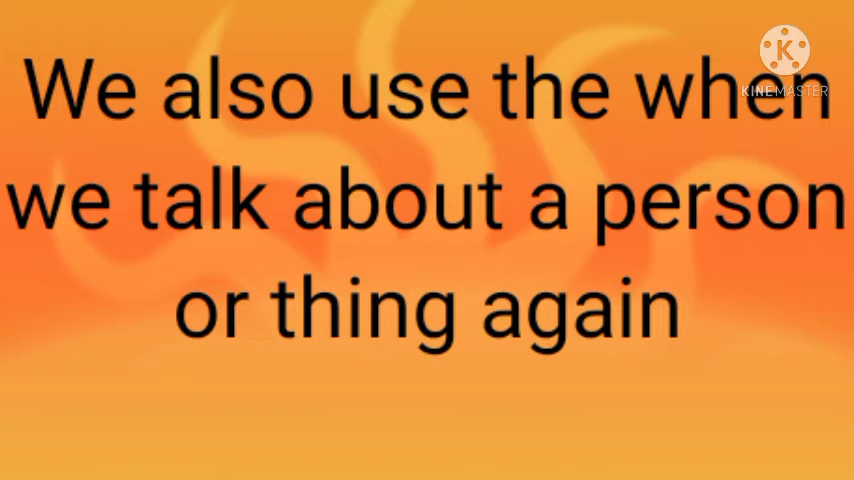 We also use the when
we talk about a person
or thing again
K
KINEMASTER